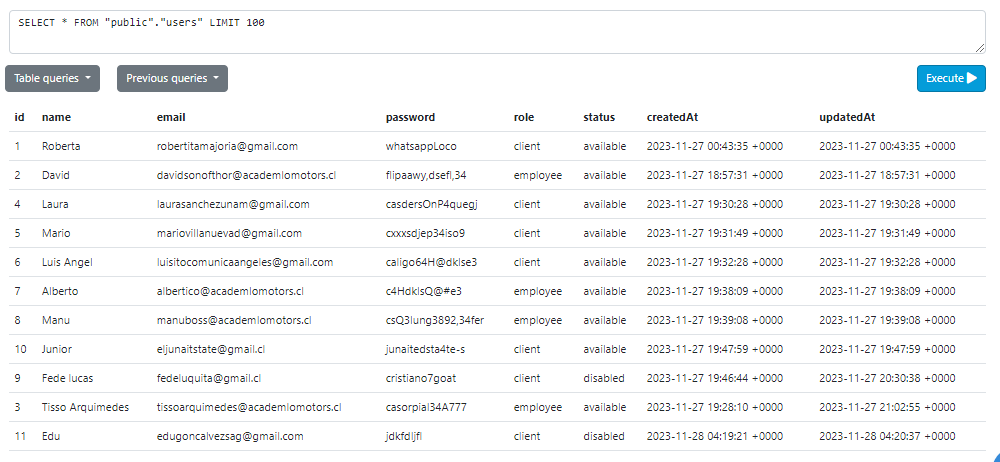 SELECT * FROM "public"."users" LIMIT 100
Table queries Previous queries Execute
id name email password role status createdAt updatedAt
1 Roberta robertitamajoria@gmail.com whatsappLoco client available 2023-11-27 00:43:35 +0000 2023-11-27 00:43:35 +0000
2 David davidsonofthor@academlomotors.cl flipaawy,dsefl,34 employee available 2023-11-27 18:57:31 +0000 2023-11-27 18:57:31 +0000
4 Laura laurasanchezunam@gmail.com casdersOnP4quegj client available 2023-11-27 19:30:28 +0000 2023-11-27 19:30:28 +0000
5 Mario mariovillanuevad@gmail.com cxxxsdjep34iso9 client available 2023-11-27 19:31:49 +0000 2023-11-27 19:31:49 +0000
6 Luis Angel luisitocomunicaangeles@gmail.com caligo64H@dklse3 client available 2023-11-27 19:32:28 +0000 2023-11-27 19:32:28 +0000
7 Alberto albertico@academlomotors.cl c4HdklsQ@#e3 employee available 2023-11-27 19:38:09 +0000 2023-11-27 19:38:09 +0000
8 Manu manuboss@academlomotors.cl csQ3lung3892,34fer employee available 2023-11-27 19:39:08 +0000 2023-11-27 19:39:08 +0000
10 Junior eljunaitstate@gmail.cl junaitedsta4te-s client available 2023-11-27 19:47:59 +0000 2023-11-27 19:47:59 +0000
9 Fede lucas fedeluquita@gmail.cl cristiano7goat client disabled 2023-11-27 19:46:44 +0000 2023-11-27 20:30:38 +0000
3 Tisso Arquimedes tissoarquimedes@academlomotors.cl casorpial34A777 employee available 2023-11-27 19:28:10 +0000 2023-11-27 21:02:55 +0000
11 Edu edugoncalvezsag@gmail.com jdkfdljfl client disabled 2023-11-28 04:19:21 +0000 2023-11-28 04:20:37 +0000